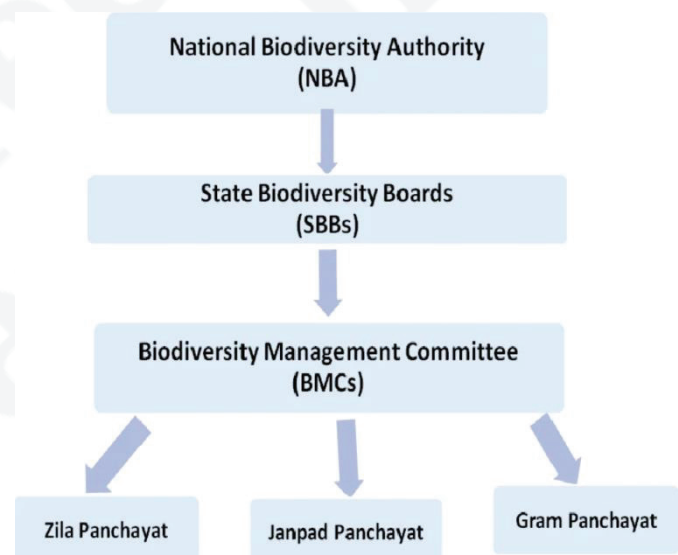 National Biodiversity Authority
(NBA)
State Biodiversity Boards
(SBBs)
Biodiversity Management Committee
(BMCs)
Zila Panchayat
Janpad Panchayat
Gram Panchayat